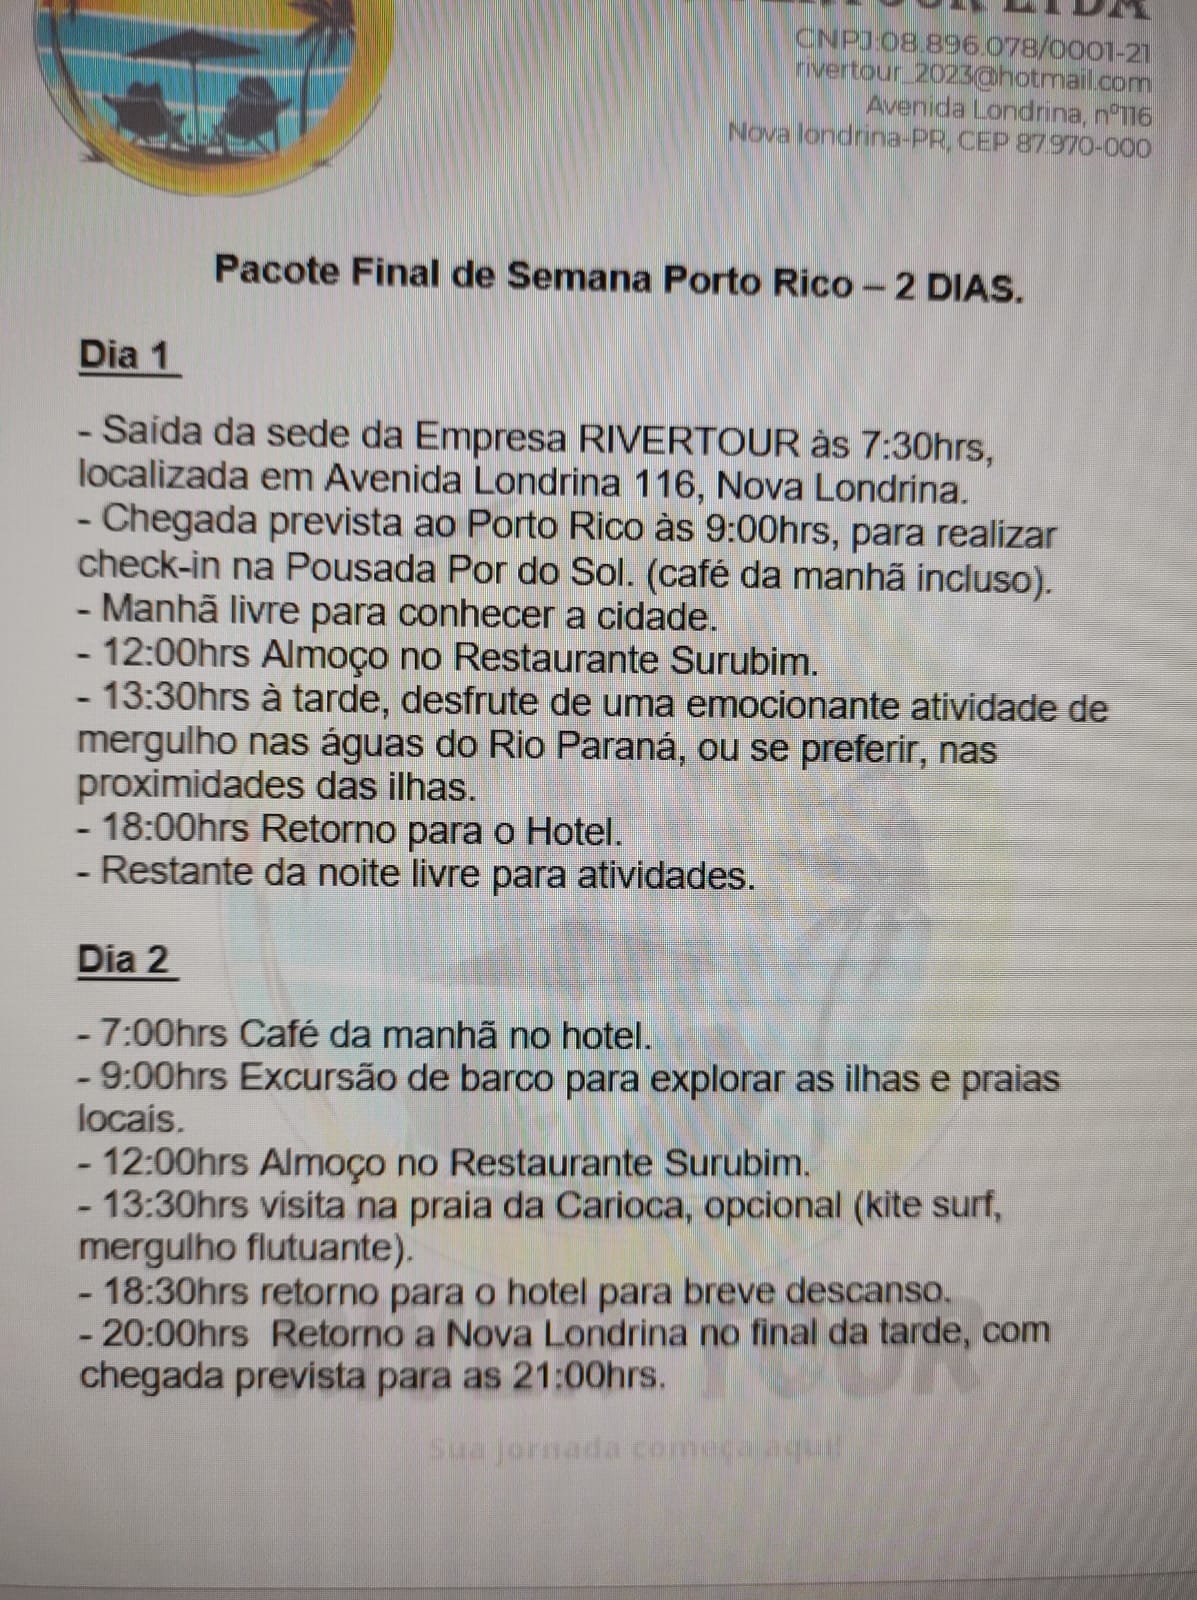 LTDA
CNPJ:08.896.078/0001-21
rivertour_2023@hotmail.com
Avenida Londrina, nº116
Nova londrina-PR, CEP 87.970-000
Pacote Final de Semana Porto Rico – 2 DIAS.
Dia 1
- Saída da sede da Empresa RIVERTOUR às 7:30hrs,
localizada em Avenida Londrina 116, Nova Londrina.
- Chegada prevista ao Porto Rico às 9:00hrs, para realizar
check-in na Pousada Por do Sol. (café da manhã incluso).
- Manhã livre para conhecer a cidade.
- 12:00hrs Almoço no Restaurante Surubim.
- 13:30hrs à tarde, desfrute de uma emocionante atividade de
mergulho nas águas do Rio Paraná, ou se preferir, nas
proximidades das ilhas.
- 18:00hrs Retorno para o Hotel.
- Restante da noite livre para atividades.
Dia 2
- 7:00hrs Café da manhã no hotel.
- 9:00hrs Excursão de barco para explorar as ilhas e praias
locais.
- 12:00hrs Almoço no Restaurante Surubim.
- 13:30hrs visita na praia da Carioca, opcional (kite surf,
mergulho flutuante).
- 18:30hrs retorno para o hotel para breve descanso.
- 20:00hrs  Retorno a Nova Londrina no final da tarde, com
chegada prevista para as 21:00hrs.
TOUR
Sua jornada começa aqui!